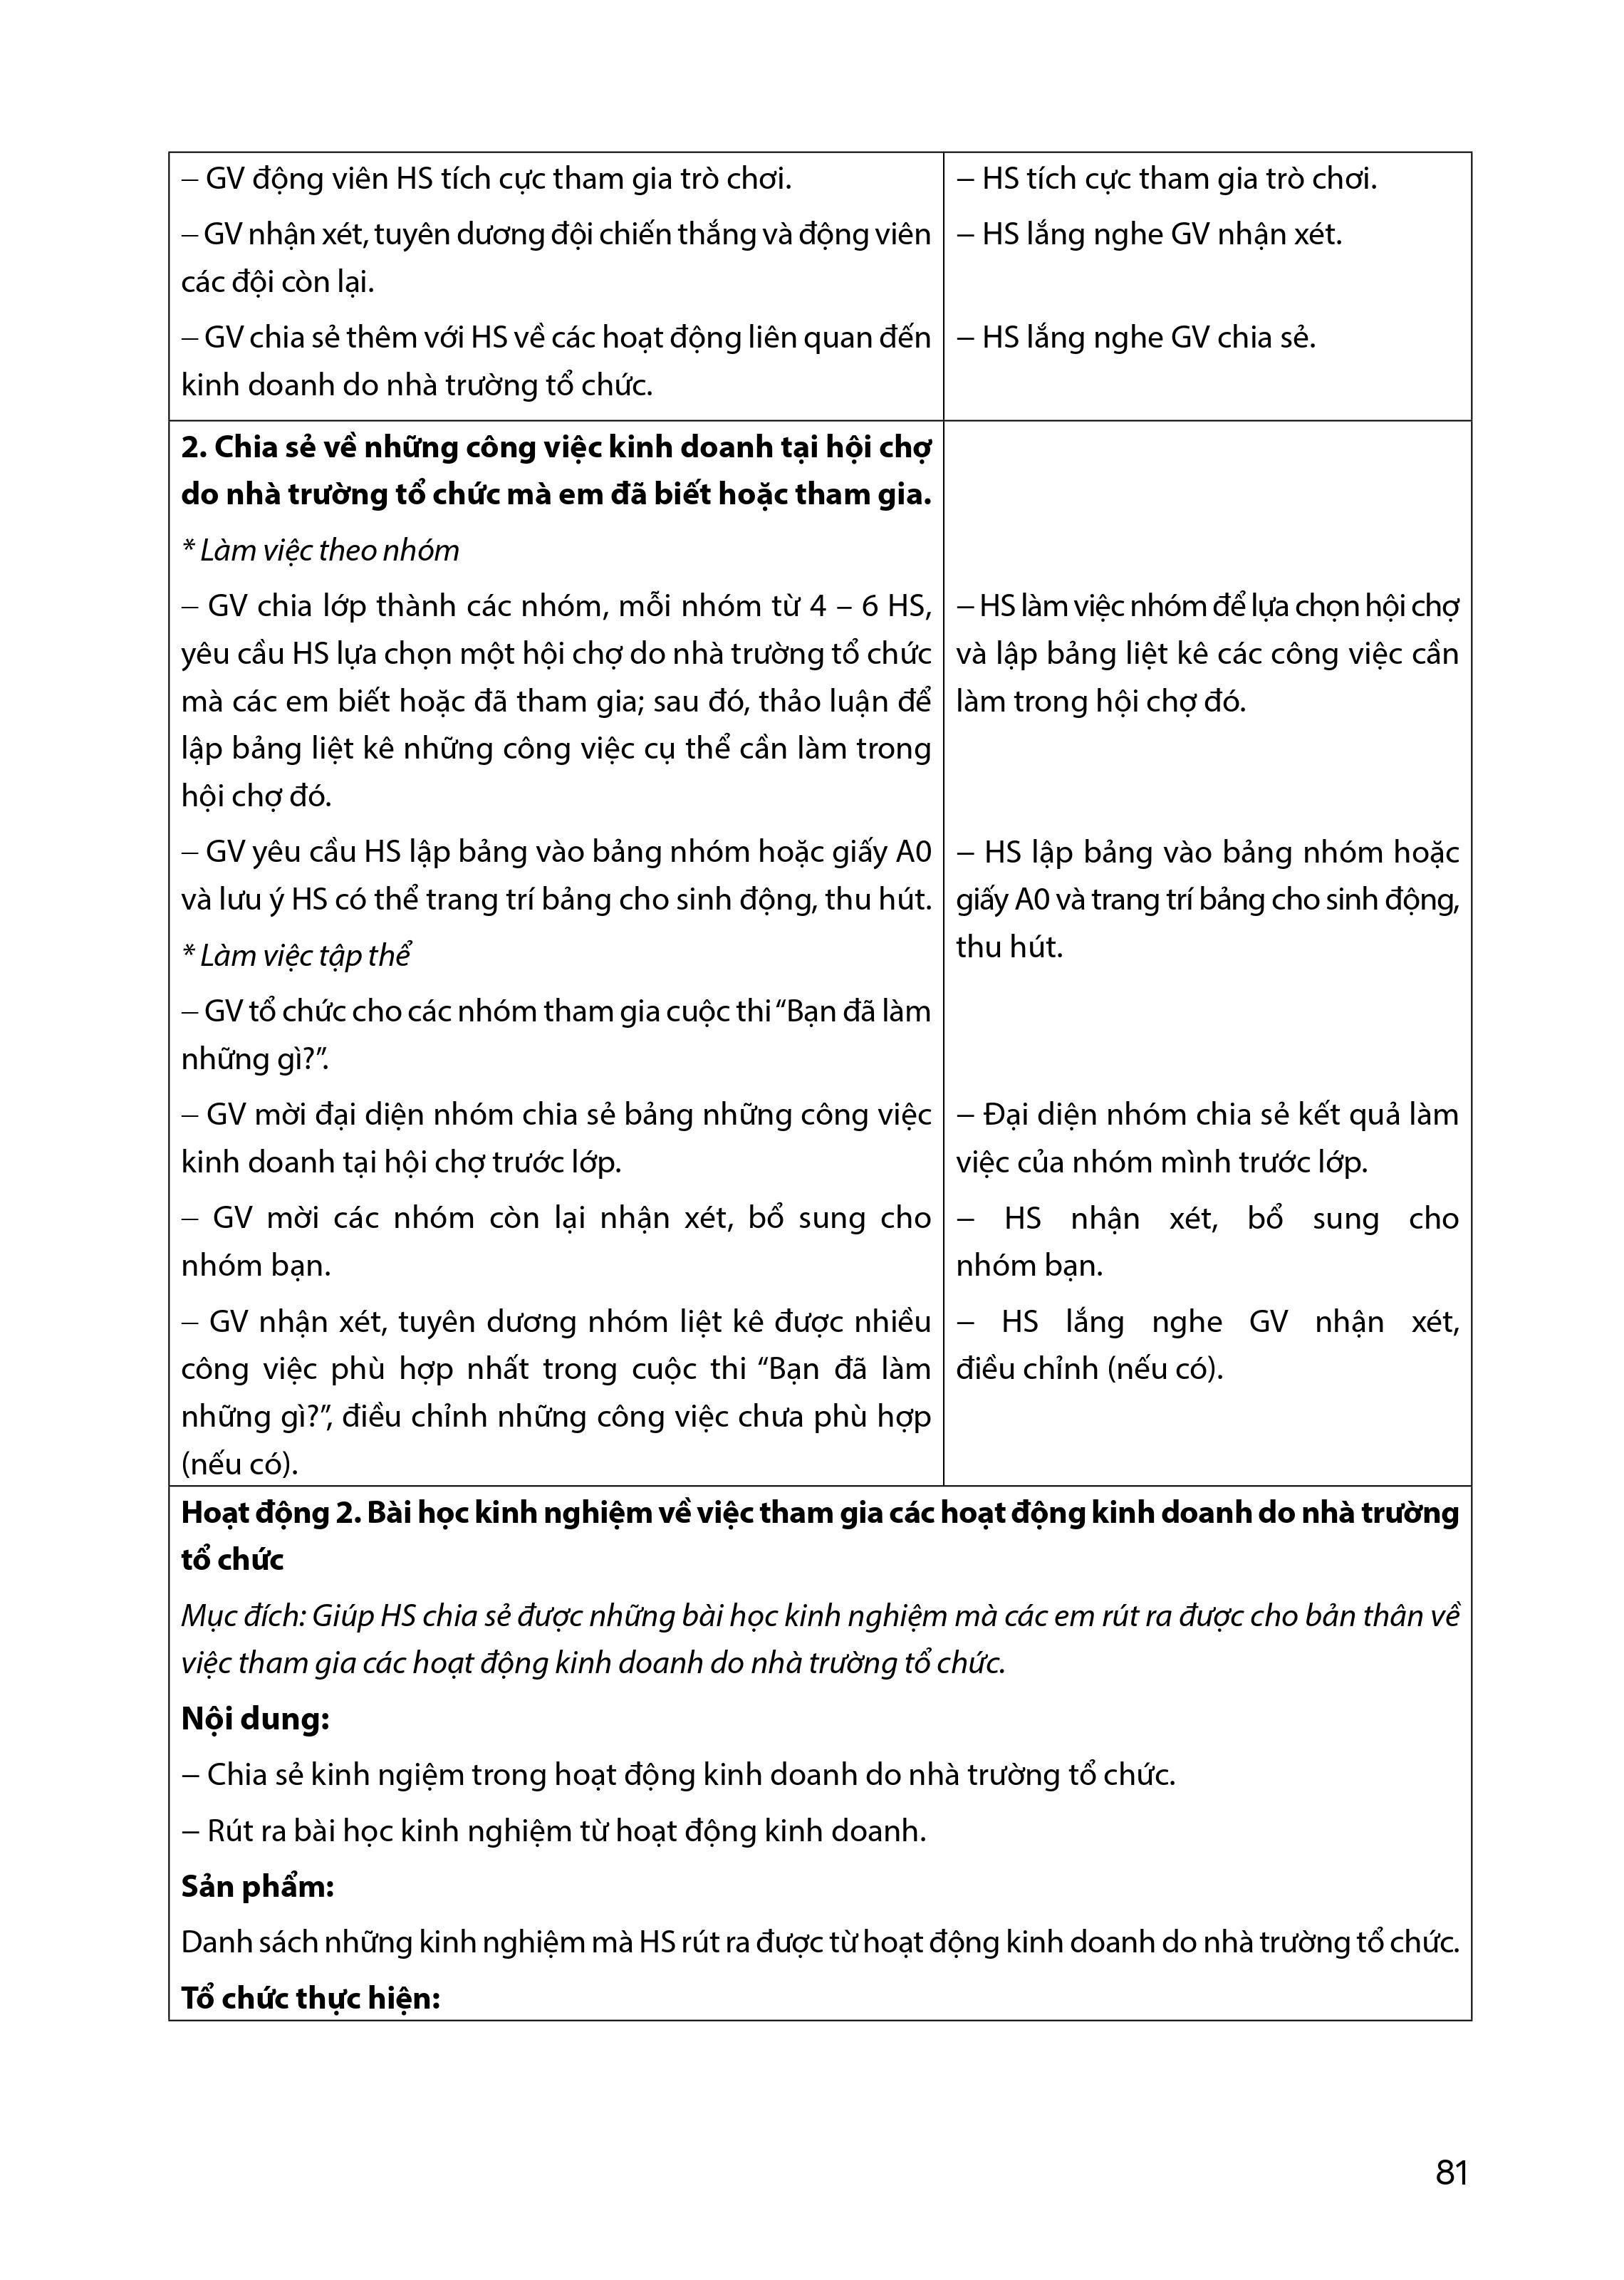 – GV động viên HS tích cực tham gia trò chơi.
– GV nhận xét, tuyên dương đội chiến thắng và động viên
các đội còn lại.
– GV chia sẻ thêm với HS về các hoạt động liên quan đến
kinh doanh do nhà trường tổ chức.
– HS tích cực tham gia trò chơi.
– HS lắng nghe GV nhận xét.
– HS lắng nghe GV chia sẻ.
2. Chia sẻ về những công việc kinh doanh tại hội chợ
do nhà trường tổ chức mà em đã biết hoặc tham gia.
* Làm việc theo nhóm
– GV chia lớp thành các nhóm, mỗi nhóm từ 4 – 6 HS,
yêu cầu HS lựa chọn một hội chợ do nhà trường tổ chức
mà các em biết hoặc đã tham gia; sau đó, thảo luận để
lập bảng liệt kê những công việc cụ thể cần làm trong
hội chợ đó.
– GV yêu cầu HS lập bảng vào bảng nhóm hoặc giấy A0
và lưu ý HS có thể trang trí bảng cho sinh động, thu hút.
* Làm việc tập thể
– GV tổ chức cho các nhóm tham gia cuộc thi “Bạn đã làm
những gì?”.
– GV mời đại diện nhóm chia sẻ bảng những công việc
kinh doanh tại hội chợ trước lớp.
– GV mời các nhóm còn lại nhận xét, bổ sung cho
nhóm bạn.
– GV nhận xét, tuyên dương nhóm liệt kê được nhiều
công việc phù hợp nhất trong cuộc thi “Bạn đã làm
những gì?”, điều chỉnh những công việc chưa phù hợp
(nếu có).
– HS làm việc nhóm để lựa chọn hội chợ
và lập bảng liệt kê các công việc cần
làm trong hội chợ đó.
– HS lập bảng vào bảng nhóm hoặc
giấy A0 và trang trí bảng cho sinh động,
thu hút.
– Đại diện nhóm chia sẻ kết quả làm
việc của nhóm mình trước lớp.
– HS nhận xét, bổ sung cho
nhóm bạn.
– HS lắng nghe GV nhận xét,
điều chỉnh (nếu có).
Hoạt động 2. Bài học kinh nghiệm về việc tham gia các hoạt động kinh doanh do nhà trường
tổ chức
Mục đích: Giúp HS chia sẻ được những bài học kinh nghiệm mà các em rút ra được cho bản thân về
việc tham gia các hoạt động kinh doanh do nhà trường tổ chức.
Nội dung:
– Chia sẻ kinh ngiệm trong hoạt động kinh doanh do nhà trường tổ chức.
– Rút ra bài học kinh nghiệm từ hoạt động kinh doanh.
Sản phẩm:
Danh sách những kinh nghiệm mà HS rút ra được từ hoạt động kinh doanh do nhà trường tổ chức.
Tổ chức thực hiện:
81